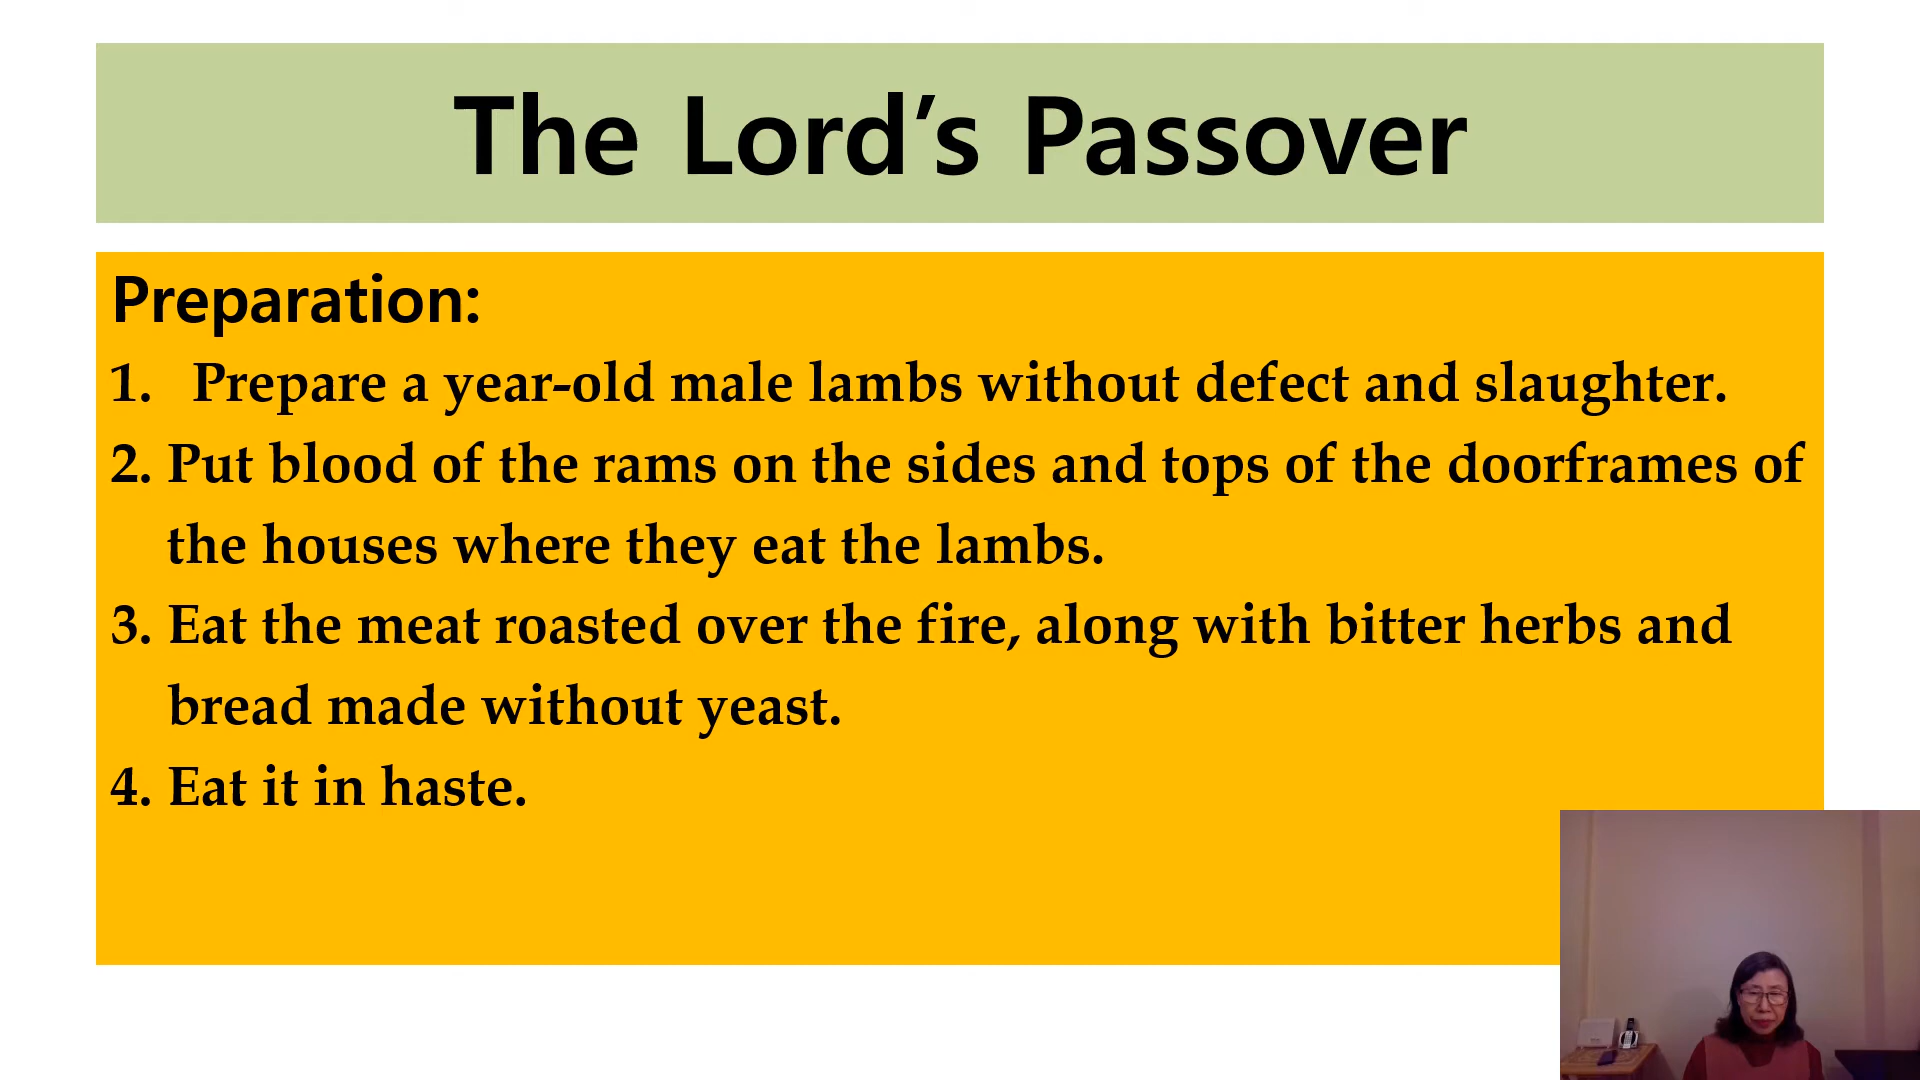 The Lord’s Passover
Preparation:
1. Prepare a year-old male lambs without defect and slaughter.
2. Put blood of the rams on the sides and tops of the doorframes of
the houses where they eat the lambs.
3. Eat the meat roasted over the fire, along with bitter herbs and
bread made without yeast.
4. Eat it in haste.